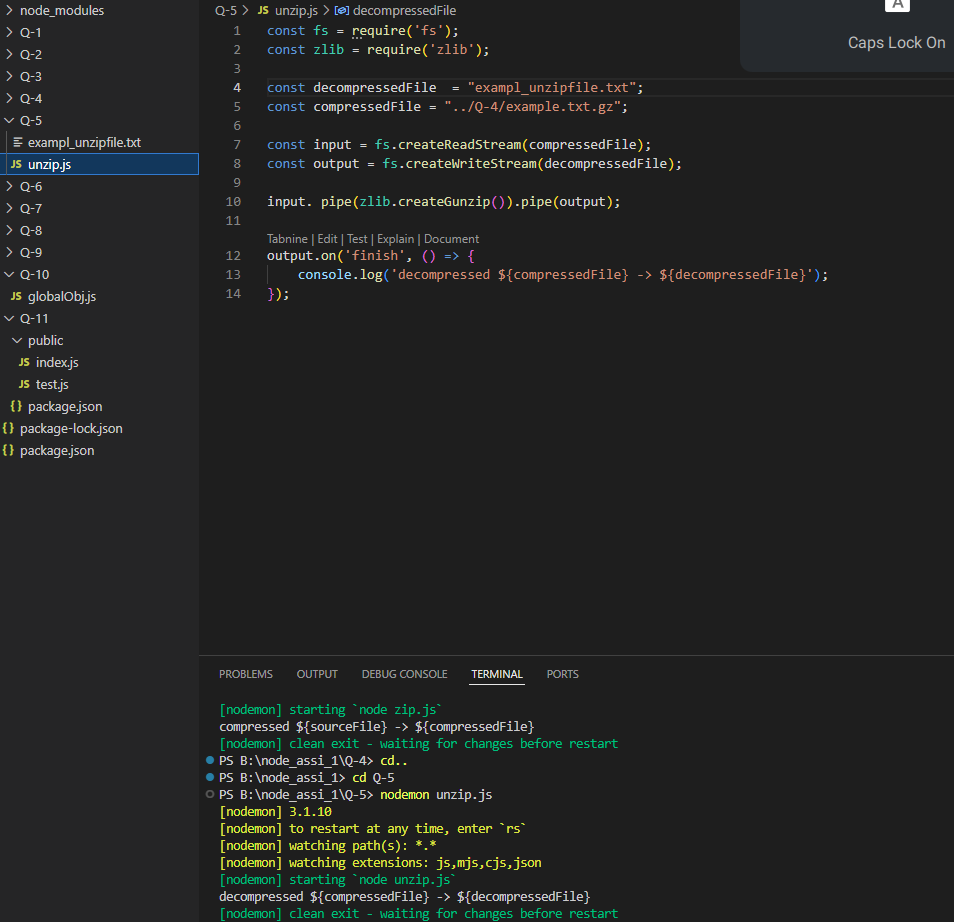 node_modules
Q-1
Q-2
Q-3
Q-4
Q-5
exampl_unzipfile.txt
JS unzip.js
Q-6
Q-7
Q-8
Q-9
Q-10
JS globalObj.js
Q-11
public
JS index.js
JS test.js
{} package.json
{} package-lock.json
{} package.json
Q-5 > JS unzip.js > decompressedFile
A
Caps Lock On
1 const fs = require('fs');
2 const zlib = require('zlib');
3
4 const decompressedFile  = "exampl_unzipfile.txt";
5 const compressedFile = "../Q-4/example.txt.gz";
6
7 const input = fs.createReadStream(compressedFile);
8 const output = fs.createWriteStream(decompressedFile);
9
10 input. pipe(zlib.createGunzip()).pipe(output);
11
Tabnine | Edit | Test | Explain | Document
12 output.on('finish', () => {
13     console.log('decompressed ${compressedFile} -> ${decompressedFile}');
14 });
PROBLEMS OUTPUT DEBUG CONSOLE TERMINAL PORTS
[nodemon] starting `node zip.js`
compressed ${sourceFile} -> ${compressedFile}
[nodemon] clean exit - waiting for changes before restart
PS B:\node_assi_1\Q-4> cd..
PS B:\node_assi_1> cd Q-5
PS B:\node_assi_1\Q-5> nodemon unzip.js
[nodemon] 3.1.10
[nodemon] to restart at any time, enter `rs`
[nodemon] watching path(s): *.*
[nodemon] watching extensions: js,mjs,cjs,json
[nodemon] starting `node unzip.js`
decompressed ${compressedFile} -> ${decompressedFile}
[nodemon] clean exit - waiting for changes before restart